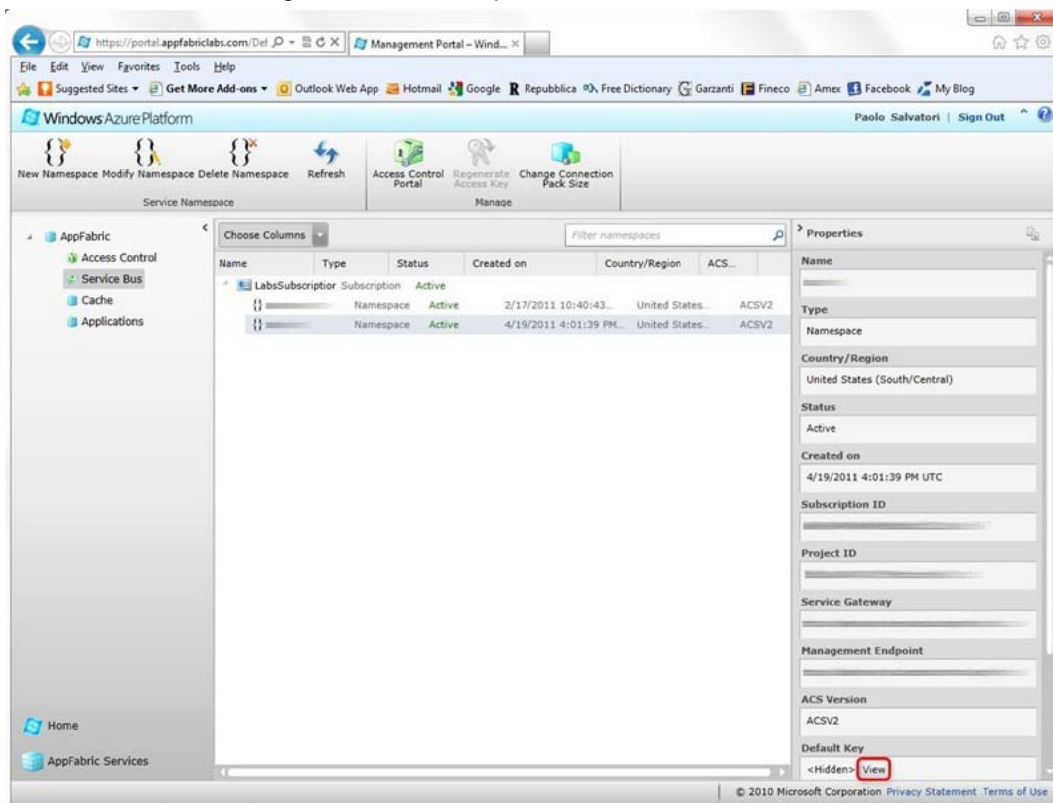 https://portal.appfabriclabs.com/Def
Management Portal – Wind...
File Edit View Favorites Tools Help
Suggested Sites Get More Add-ons Outlook Web App Hotmail Google Repubblica Free Dictionary Garzanti Fineco Amex Facebook My Blog
Windows Azure Platform
Paolo Salvatori | Sign Out
New Namespace Modify Namespace Delete Namespace Refresh Access Control Portal Regenerate Access Key Change Connection Pack Size
Service Namespace Manage
AppFabric
Access Control
Service Bus
Cache
Applications
Home
AppFabric Services
Choose Columns Filter namespaces
Name Type Status Created on Country/Region ACS...
LabsSubscription Subscription Active
Namespace Active 2/17/2011 10:40:43... United States... ACSV2
Namespace Active 4/19/2011 4:01:39 PM... United States... ACSV2
Properties
Name
Type
Namespace
Country/Region
United States (South/Central)
Status
Active
Created on
4/19/2011 4:01:39 PM UTC
Subscription ID
Project ID
Service Gateway
Management Endpoint
ACS Version
ACSV2
Default Key
<Hidden> View
© 2010 Microsoft Corporation Privacy Statement Terms of Use